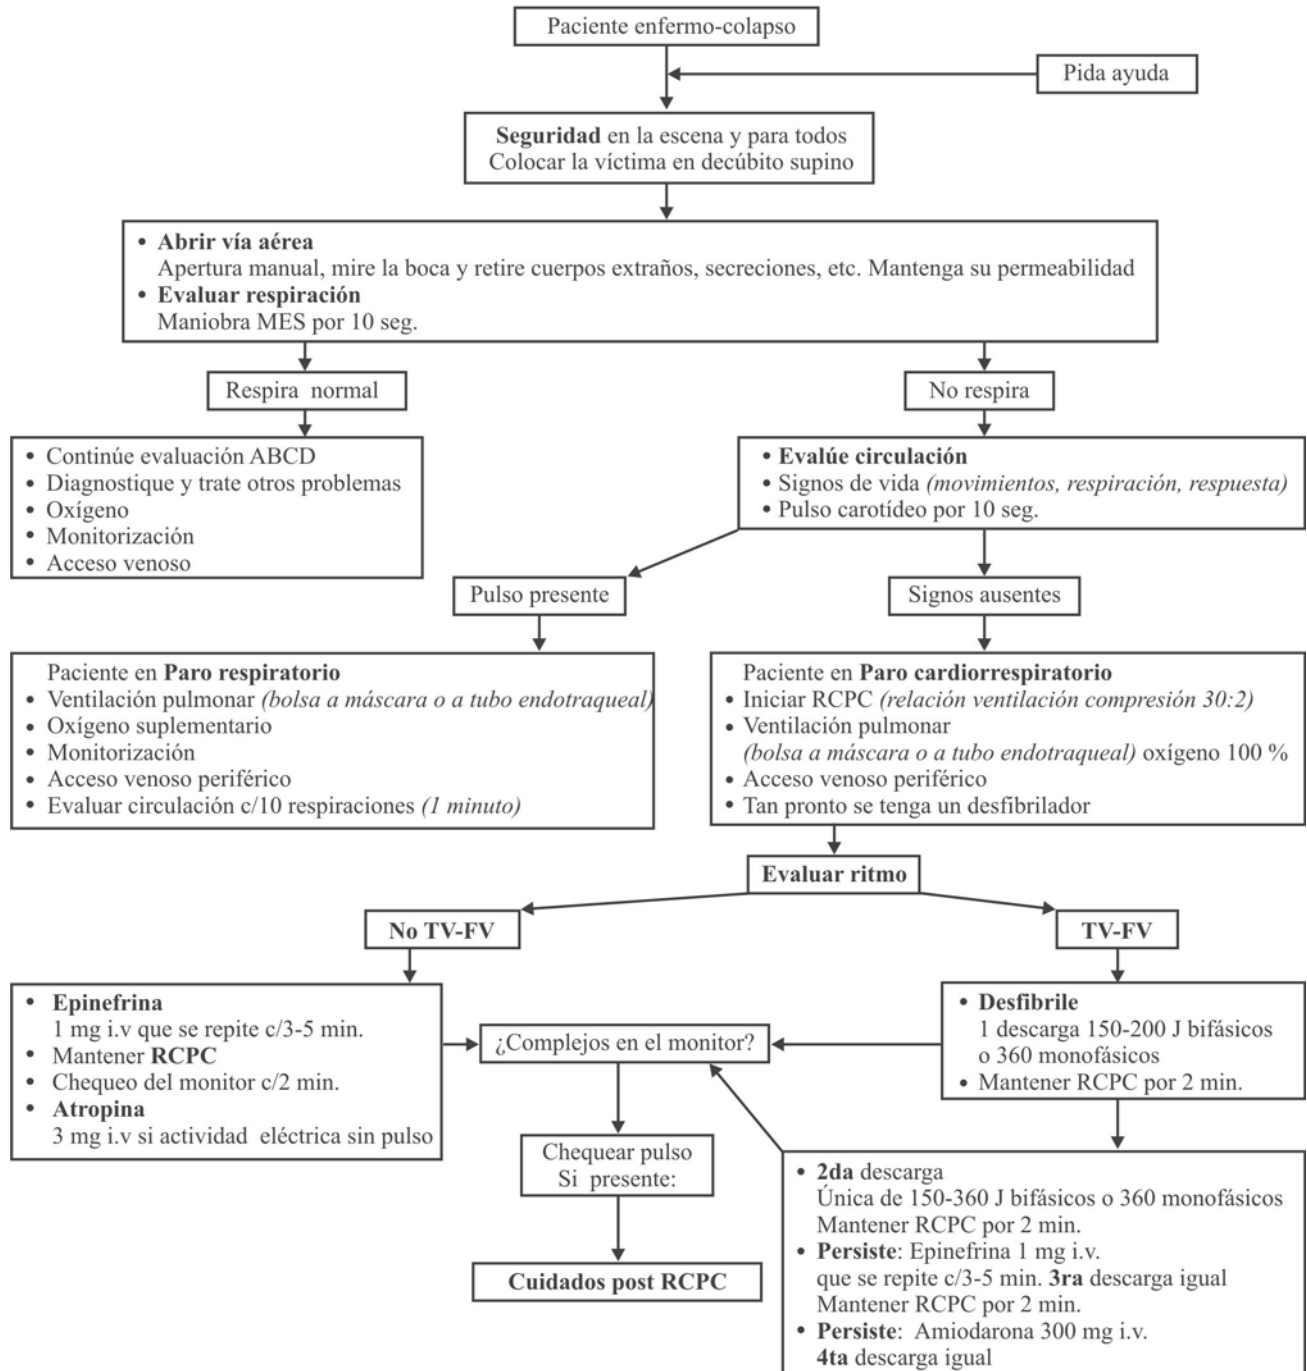 Paciente enfermo-colapso
Pida ayuda
Seguridad en la escena y para todos
Colocar la víctima en decúbito supino
• Abrir vía aérea
Apertura manual, mire la boca y retire cuerpos extraños, secreciones, etc. Mantenga su permeabilidad
• Evaluar respiración
Maniobra MES por 10 seg.
Respira normal
No respira
• Continúe evaluación ABCD
• Diagnostique y trate otros problemas
• Oxígeno
• Monitorización
• Acceso venoso
• Evalúe circulación
• Signos de vida (movimientos, respiración, respuesta)
• Pulso carotídeo por 10 seg.
Pulso presente
Signos ausentes
Paciente en Paro respiratorio
• Ventilación pulmonar (bolsa a máscara o a tubo endotraqueal)
• Oxígeno suplementario
• Monitorización
• Acceso venoso periférico
• Evaluar circulación c/10 respiraciones (1 minuto)
Paciente en Paro cardiorrespiratorio
• Iniciar RCPC (relación ventilación compresión 30:2)
• Ventilación pulmonar
(bolsa a máscara o a tubo endotraqueal) oxígeno 100 %
• Acceso venoso periférico
• Tan pronto se tenga un desfibrilador
Evaluar ritmo
No TV-FV
TV-FV
• Epinefrina
1 mg i.v que se repite c/3-5 min.
• Mantener RCPC
• Chequeo del monitor c/2 min.
• Atropina
3 mg i.v si actividad eléctrica sin pulso
¿Complejos en el monitor?
• Desfibrile
1 descarga 150-200 J bifásicos
o 360 monofásicos
• Mantener RCPC por 2 min.
Chequear pulso
Si presente:
Cuidados post RCPC
• 2da descarga
Única de 150-360 J bifásicos o 360 monofásicos
Mantener RCPC por 2 min.
• Persiste: Epinefrina 1 mg i.v.
que se repite c/3-5 min. 3ra descarga igual
Mantener RCPC por 2 min.
• Persiste: Amiodarona 300 mg i.v.
4ta descarga igual